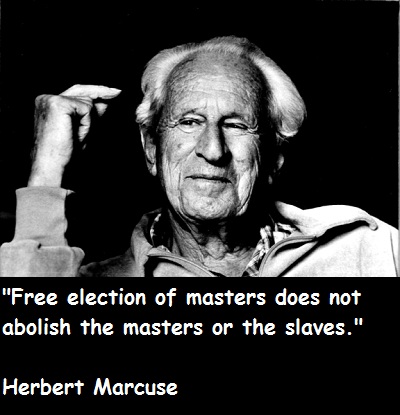 "Free election of masters does not
abolish the masters or the slaves."
Herbert Marcuse